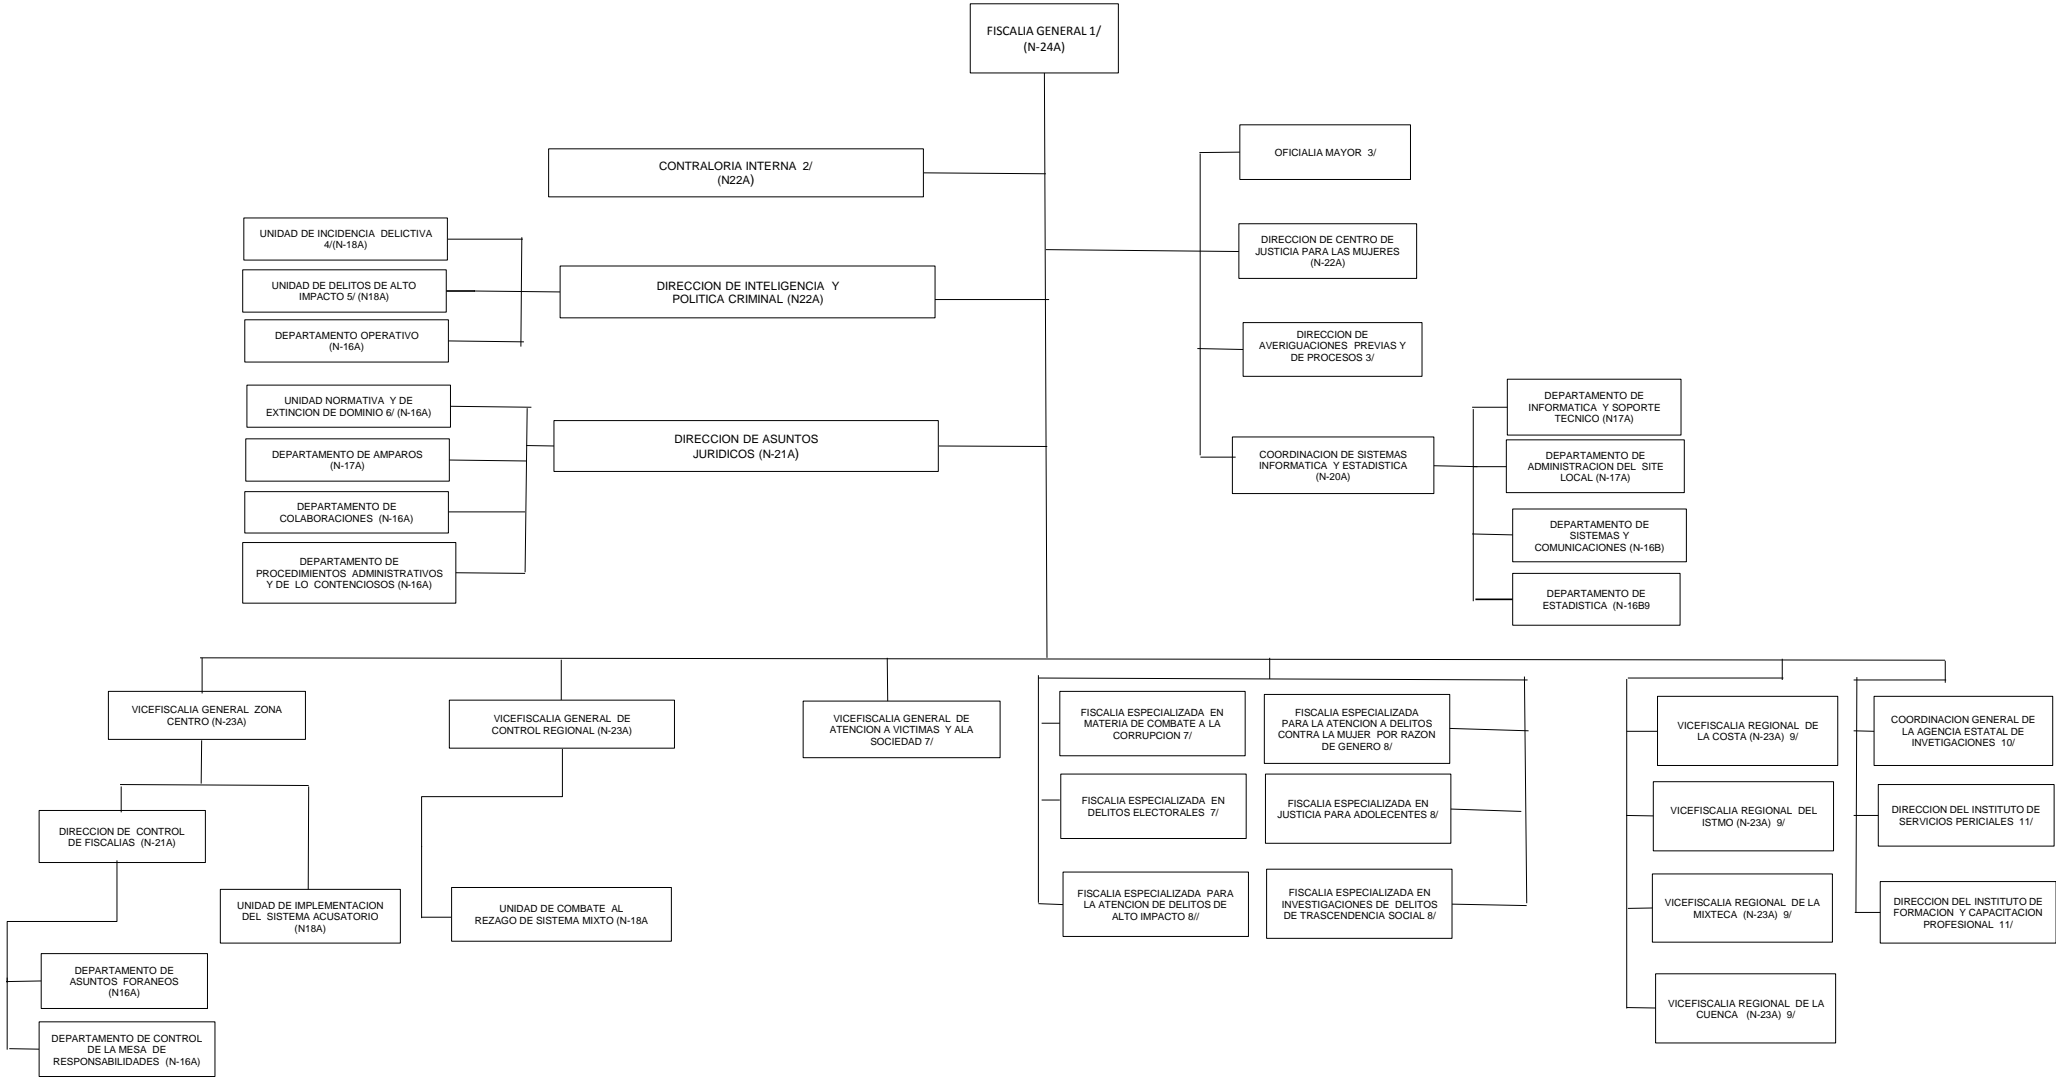 FISCALIA GENERAL 1/
(N-24A)
CONTRALORIA INTERNA 2/
(N22A)
OFICIALIA MAYOR 3/
UNIDAD DE INCIDENCIA DELICTIVA
4/(N-18A)
DIRECCION DE CENTRO DE
JUSTICIA PARA LAS MUJERES
(N-22A)
UNIDAD DE DELITOS DE ALTO
IMPACTO 5/ (N18A)
DIRECCION DE INTELIGENCIA Y
POLITICA CRIMINAL (N22A)
DEPARTAMENTO OPERATIVO
(N-16A)
DIRECCION DE
AVERIGUACIONES PREVIAS Y
DE PROCESOS 3/
UNIDAD NORMATIVA Y DE
EXTINCION DE DOMINIO 6/ (N-16A)
DIRECCION DE ASUNTOS
JURIDICOS (N-21A)
DEPARTAMENTO DE AMPAROS
(N-17A)
DEPARTAMENTO DE
COLABORACIONES (N-16A)
DEPARTAMENTO DE
PROCEDIMIENTOS ADMINISTRATIVOS
Y DE LO CONTENCIOSOS (N-16A)
COORDINACION DE SISTEMAS
INFORMATICA Y ESTADISTICA
(N-20A)
DEPARTAMENTO DE
INFORMATICA Y SOPORTE
TECNICO (N17A)
DEPARTAMENTO DE
ADMINISTRACION DEL SITE
LOCAL (N-17A)
DEPARTAMENTO DE
SISTEMAS Y
COMUNICACIONES (N-16B)
DEPARTAMENTO DE
ESTADISTICA (N-16B9
VICEFISCALIA GENERAL ZONA
CENTRO (N-23A)
DIRECCION DE CONTROL
DE FISCALIAS (N-21A)
UNIDAD DE IMPLEMENTACION
DEL SISTEMA ACUSATORIO
(N18A)
DEPARTAMENTO DE
ASUNTOS FORANEOS
(N16A)
DEPARTAMENTO DE CONTROL
DE LA MESA DE
RESPONSABILIDADES (N-16A)
VICEFISCALIA GENERAL DE
CONTROL REGIONAL (N-23A)
UNIDAD DE COMBATE AL
REZAGO DE SISTEMA MIXTO (N-18A
VICEFISCALIA GENERAL DE
ATENCION A VICTIMAS Y ALA
SOCIEDAD 7/
FISCALIA ESPECIALIZADA EN
MATERIA DE COMBATE A LA
CORRUPCION 7/
FISCALIA ESPECIALIZADA
PARA LA ATENCION A DELITOS
CONTRA LA MUJER POR RAZON
DE GENERO 8/
FISCALIA ESPECIALIZADA EN
DELITOS ELECTORALES 7/
FISCALIA ESPECIALIZADA EN
JUSTICIA PARA ADOLECENTES 8/
FISCALIA ESPECIALIZADA PARA
LA ATENCION DE DELITOS DE
ALTO IMPACTO 8//
FISCALIA ESPECIALIZADA EN
INVESTIGACIONES DE DELITOS
DE TRASCENDENCIA SOCIAL 8/
VICEFISCALIA REGIONAL DE
LA COSTA (N-23A) 9/
VICEFISCALIA REGIONAL DEL
ISTMO (N-23A) 9/
VICEFISCALIA REGIONAL DE LA
MIXTECA (N-23A) 9/
VICEFISCALIA REGIONAL DE LA
CUENCA (N-23A) 9/
COORDINACION GENERAL DE
LA AGENCIA ESTATAL DE
INVETIGACIONES 10/
DIRECCION DEL INSTITUTO DE
SERVICIOS PERICIALES 11/
DIRECCION DEL INSTITUTO DE
FORMACION Y CAPACITACION
PROFESIONAL 11/